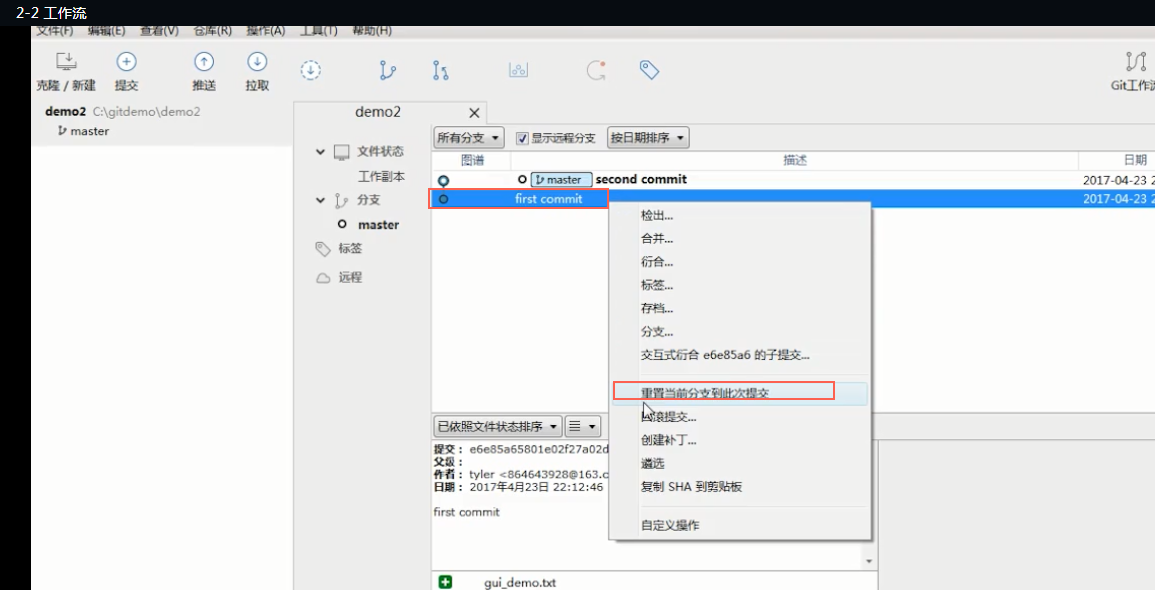 2-2 工作流
文件(F) 编辑(E) 查看(V) 仓库(R) 操作(A) 工具(T) 帮助(H)
克隆 / 新建 提交 推送 拉取 Git工作流
demo2 C:\gitdemo\demo2
master
demo2
文件状态
工作副本
分支
master
标签
远程
所有分支 显示远程分支 按日期排序
图谱 描述 日期
master second commit 2017-04-23 2
first commit 2017-04-23 2
检出...
合并...
衍合...
标签...
存档...
分支...
交互式衍合 e6e85a6 的子提交...
重置当前分支到此次提交
回滚提交...
创建补丁...
遴选
复制 SHA 到剪贴板
自定义操作
已依照文件状态排序
提交： e6e85a65801e02f27a02d
父级：
作者： tyler <864643928@163.c
日期： 2017年4月23日 22:12:46
first commit
gui_demo.txt